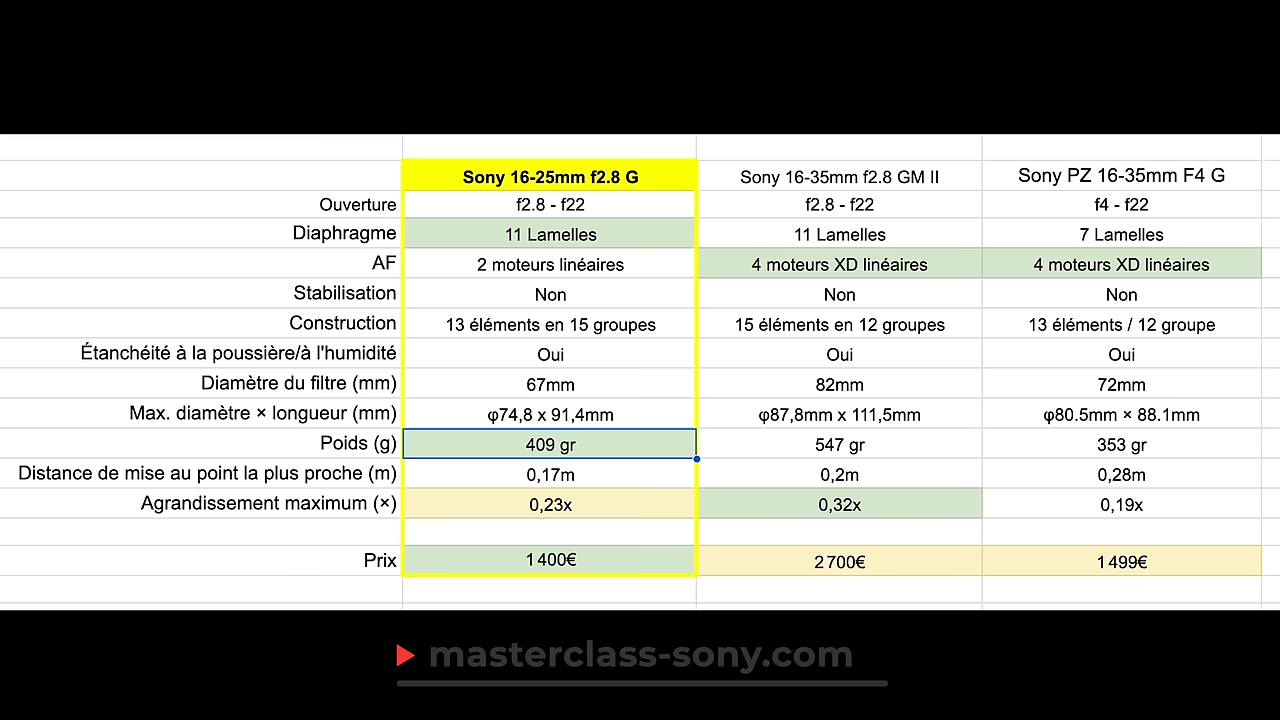 Sony 16-25mm f2.8 G Sony 16-35mm f2.8 GM II Sony PZ 16-35mm F4 G
Ouverture f2.8 - f22 f2.8 - f22 f4 - f22
Diaphragme 11 Lamelles 11 Lamelles 7 Lamelles
AF 2 moteurs linéaires 4 moteurs XD linéaires 4 moteurs XD linéaires
Stabilisation Non Non Non
Construction 13 éléments en 15 groupes 15 éléments en 12 groupes 13 éléments / 12 groupe
Étanchéité à la poussière/à l'humidité Oui Oui Oui
Diamètre du filtre (mm) 67mm 82mm 72mm
Max. diamètre × longueur (mm) φ74,8 x 91,4mm φ87,8mm x 111,5mm φ80.5mm × 88.1mm
Poids (g) 409 gr 547 gr 353 gr
Distance de mise au point la plus proche (m) 0,17m 0,2m 0,28m
Agrandissement maximum (×) 0,23x 0,32x 0,19x
Prix 1 400€ 2 700€ 1 499€
masterclass-sony.com